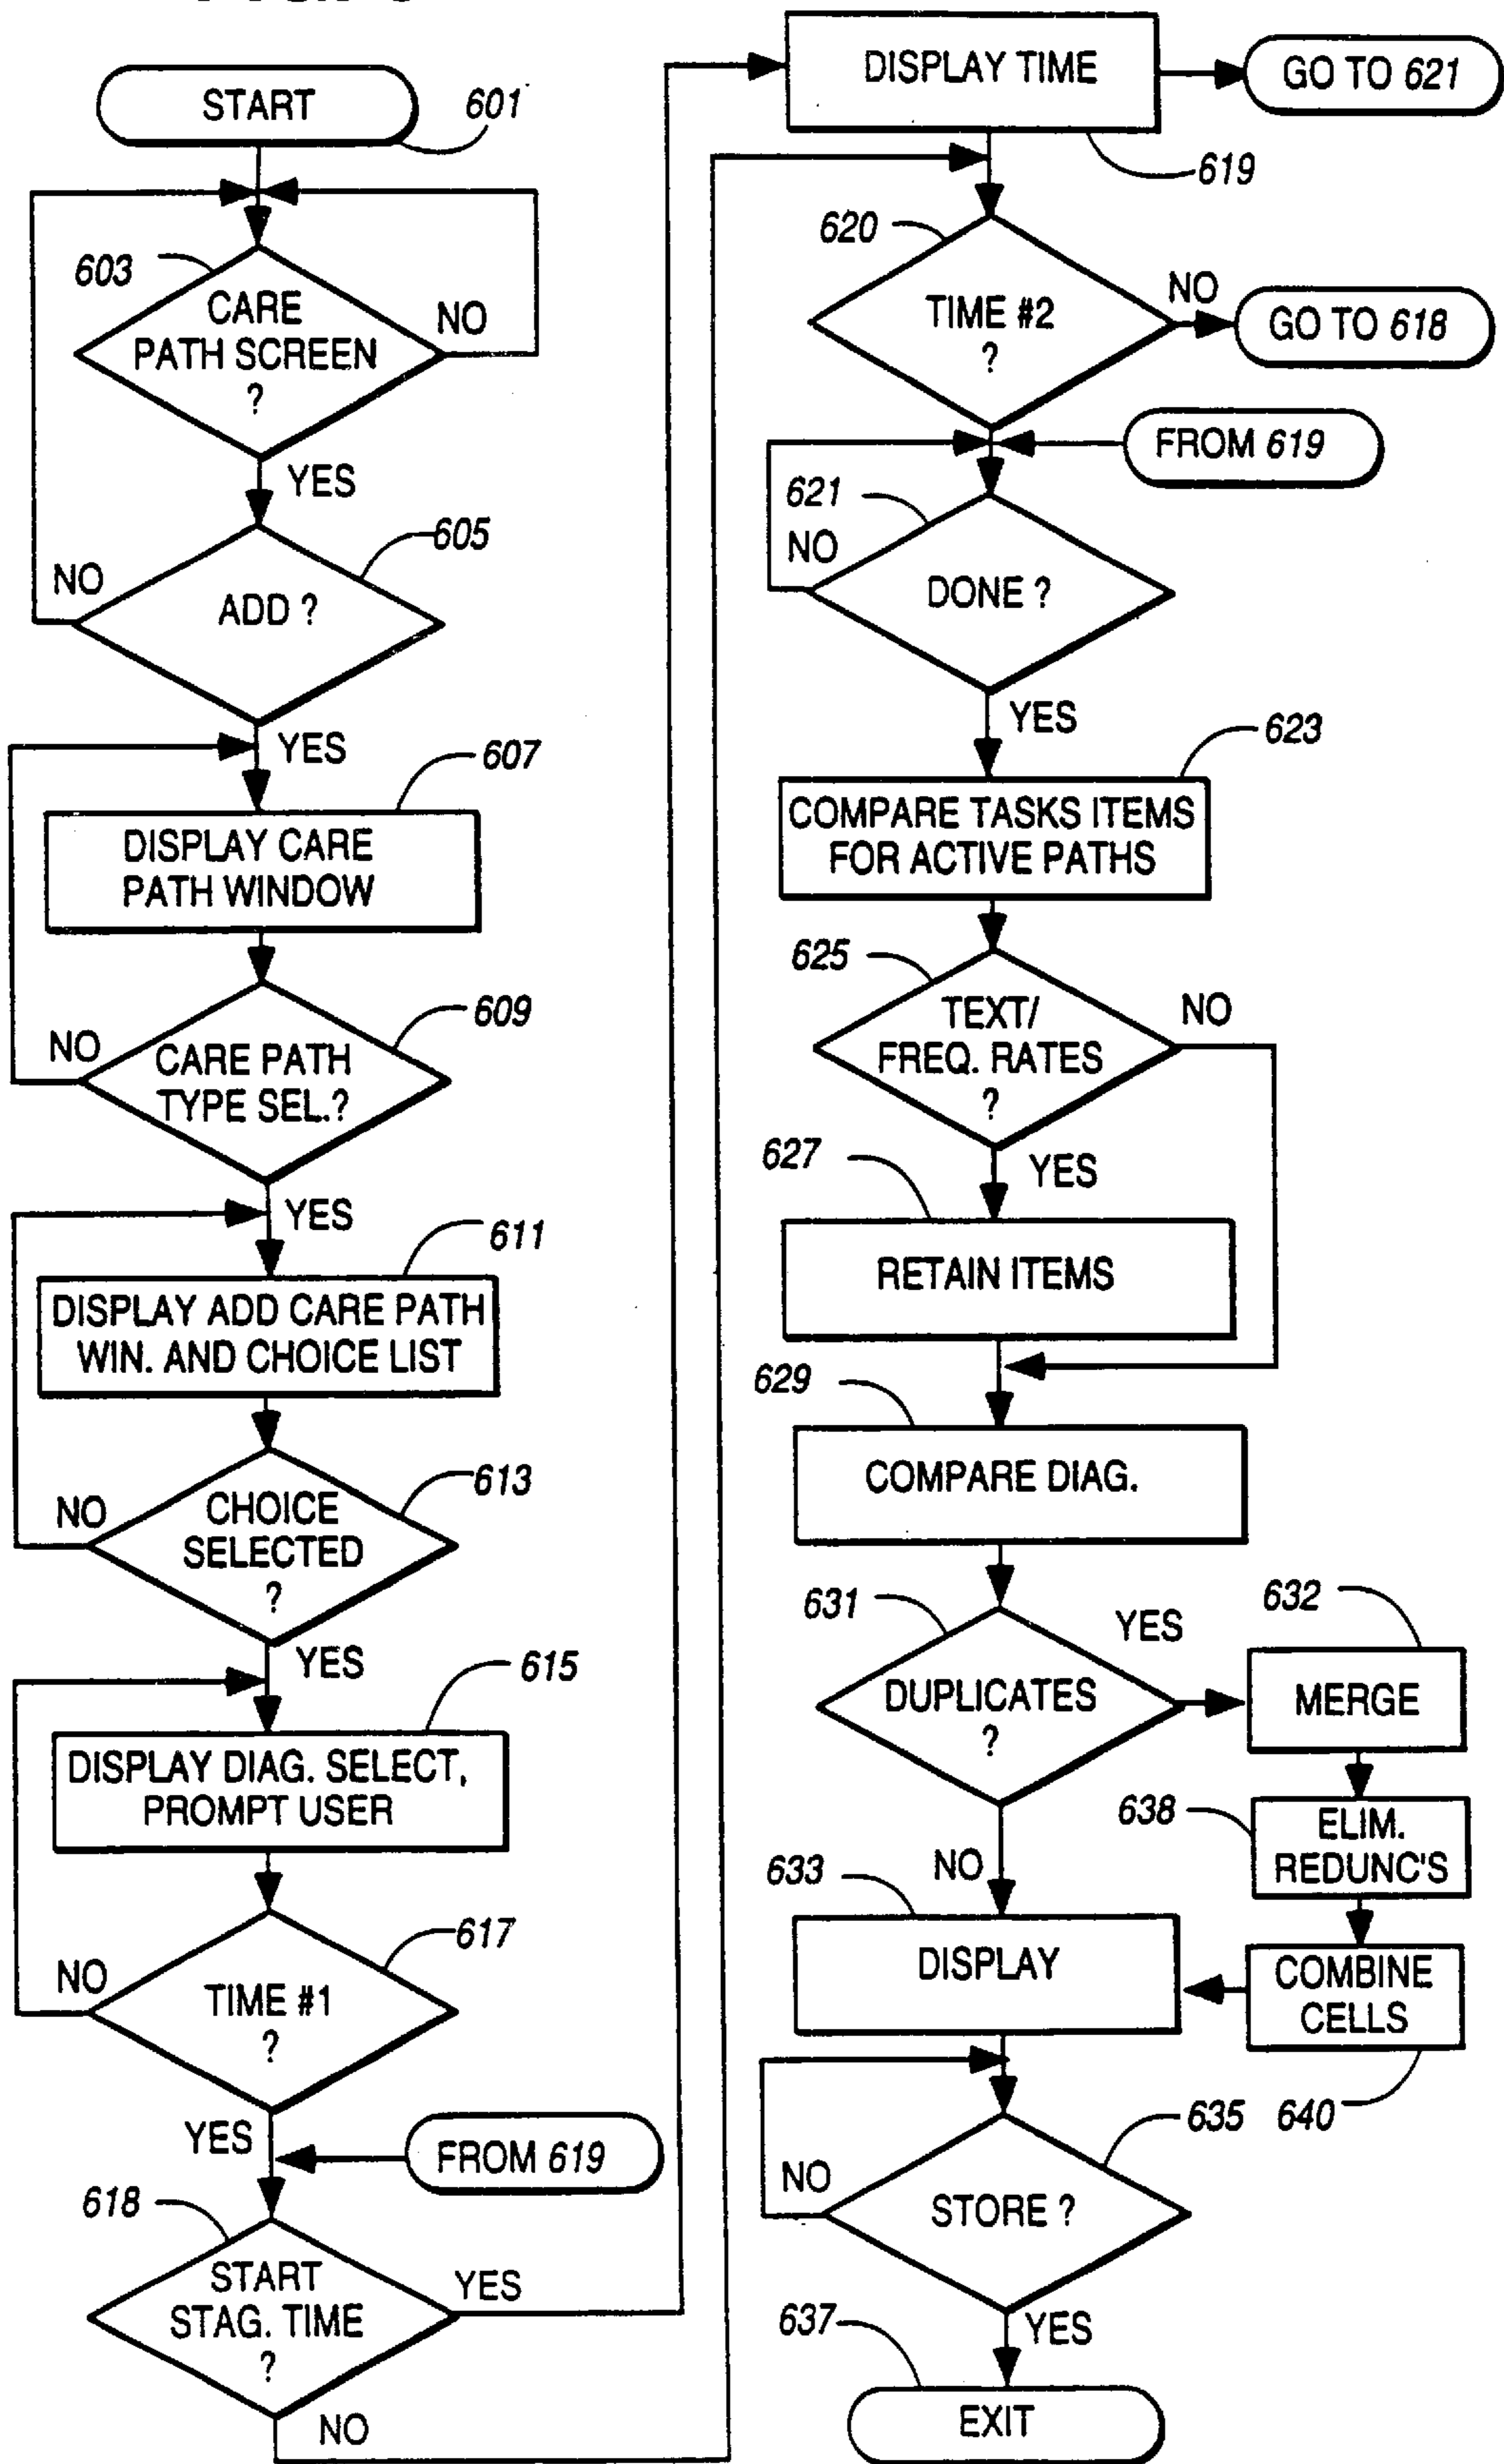 START
601
603
CARE
PATH SCREEN
?
NO
YES
605
NO
ADD ?
YES
607
DISPLAY CARE
PATH WINDOW
609
NO
CARE PATH
TYPE SEL.?
YES
611
DISPLAY ADD CARE PATH
WIN. AND CHOICE LIST
613
NO
CHOICE
SELECTED
?
YES
615
DISPLAY DIAG. SELECT,
PROMPT USER
617
NO
TIME #1
?
YES
FROM 619
618
START
STAG. TIME
?
YES
NO
DISPLAY TIME
GO TO 621
619
620
TIME #2
?
NO
GO TO 618
FROM 619
621
NO
DONE ?
YES
623
COMPARE TASKS ITEMS
FOR ACTIVE PATHS
625
TEXT/
FREQ. RATES
?
NO
627
YES
RETAIN ITEMS
629
COMPARE DIAG.
631
DUPLICATES
?
YES
632
MERGE
638
ELIM.
REDUNC'S
NO
633
DISPLAY
COMBINE
CELLS
640
635
NO
STORE ?
YES
637
EXIT